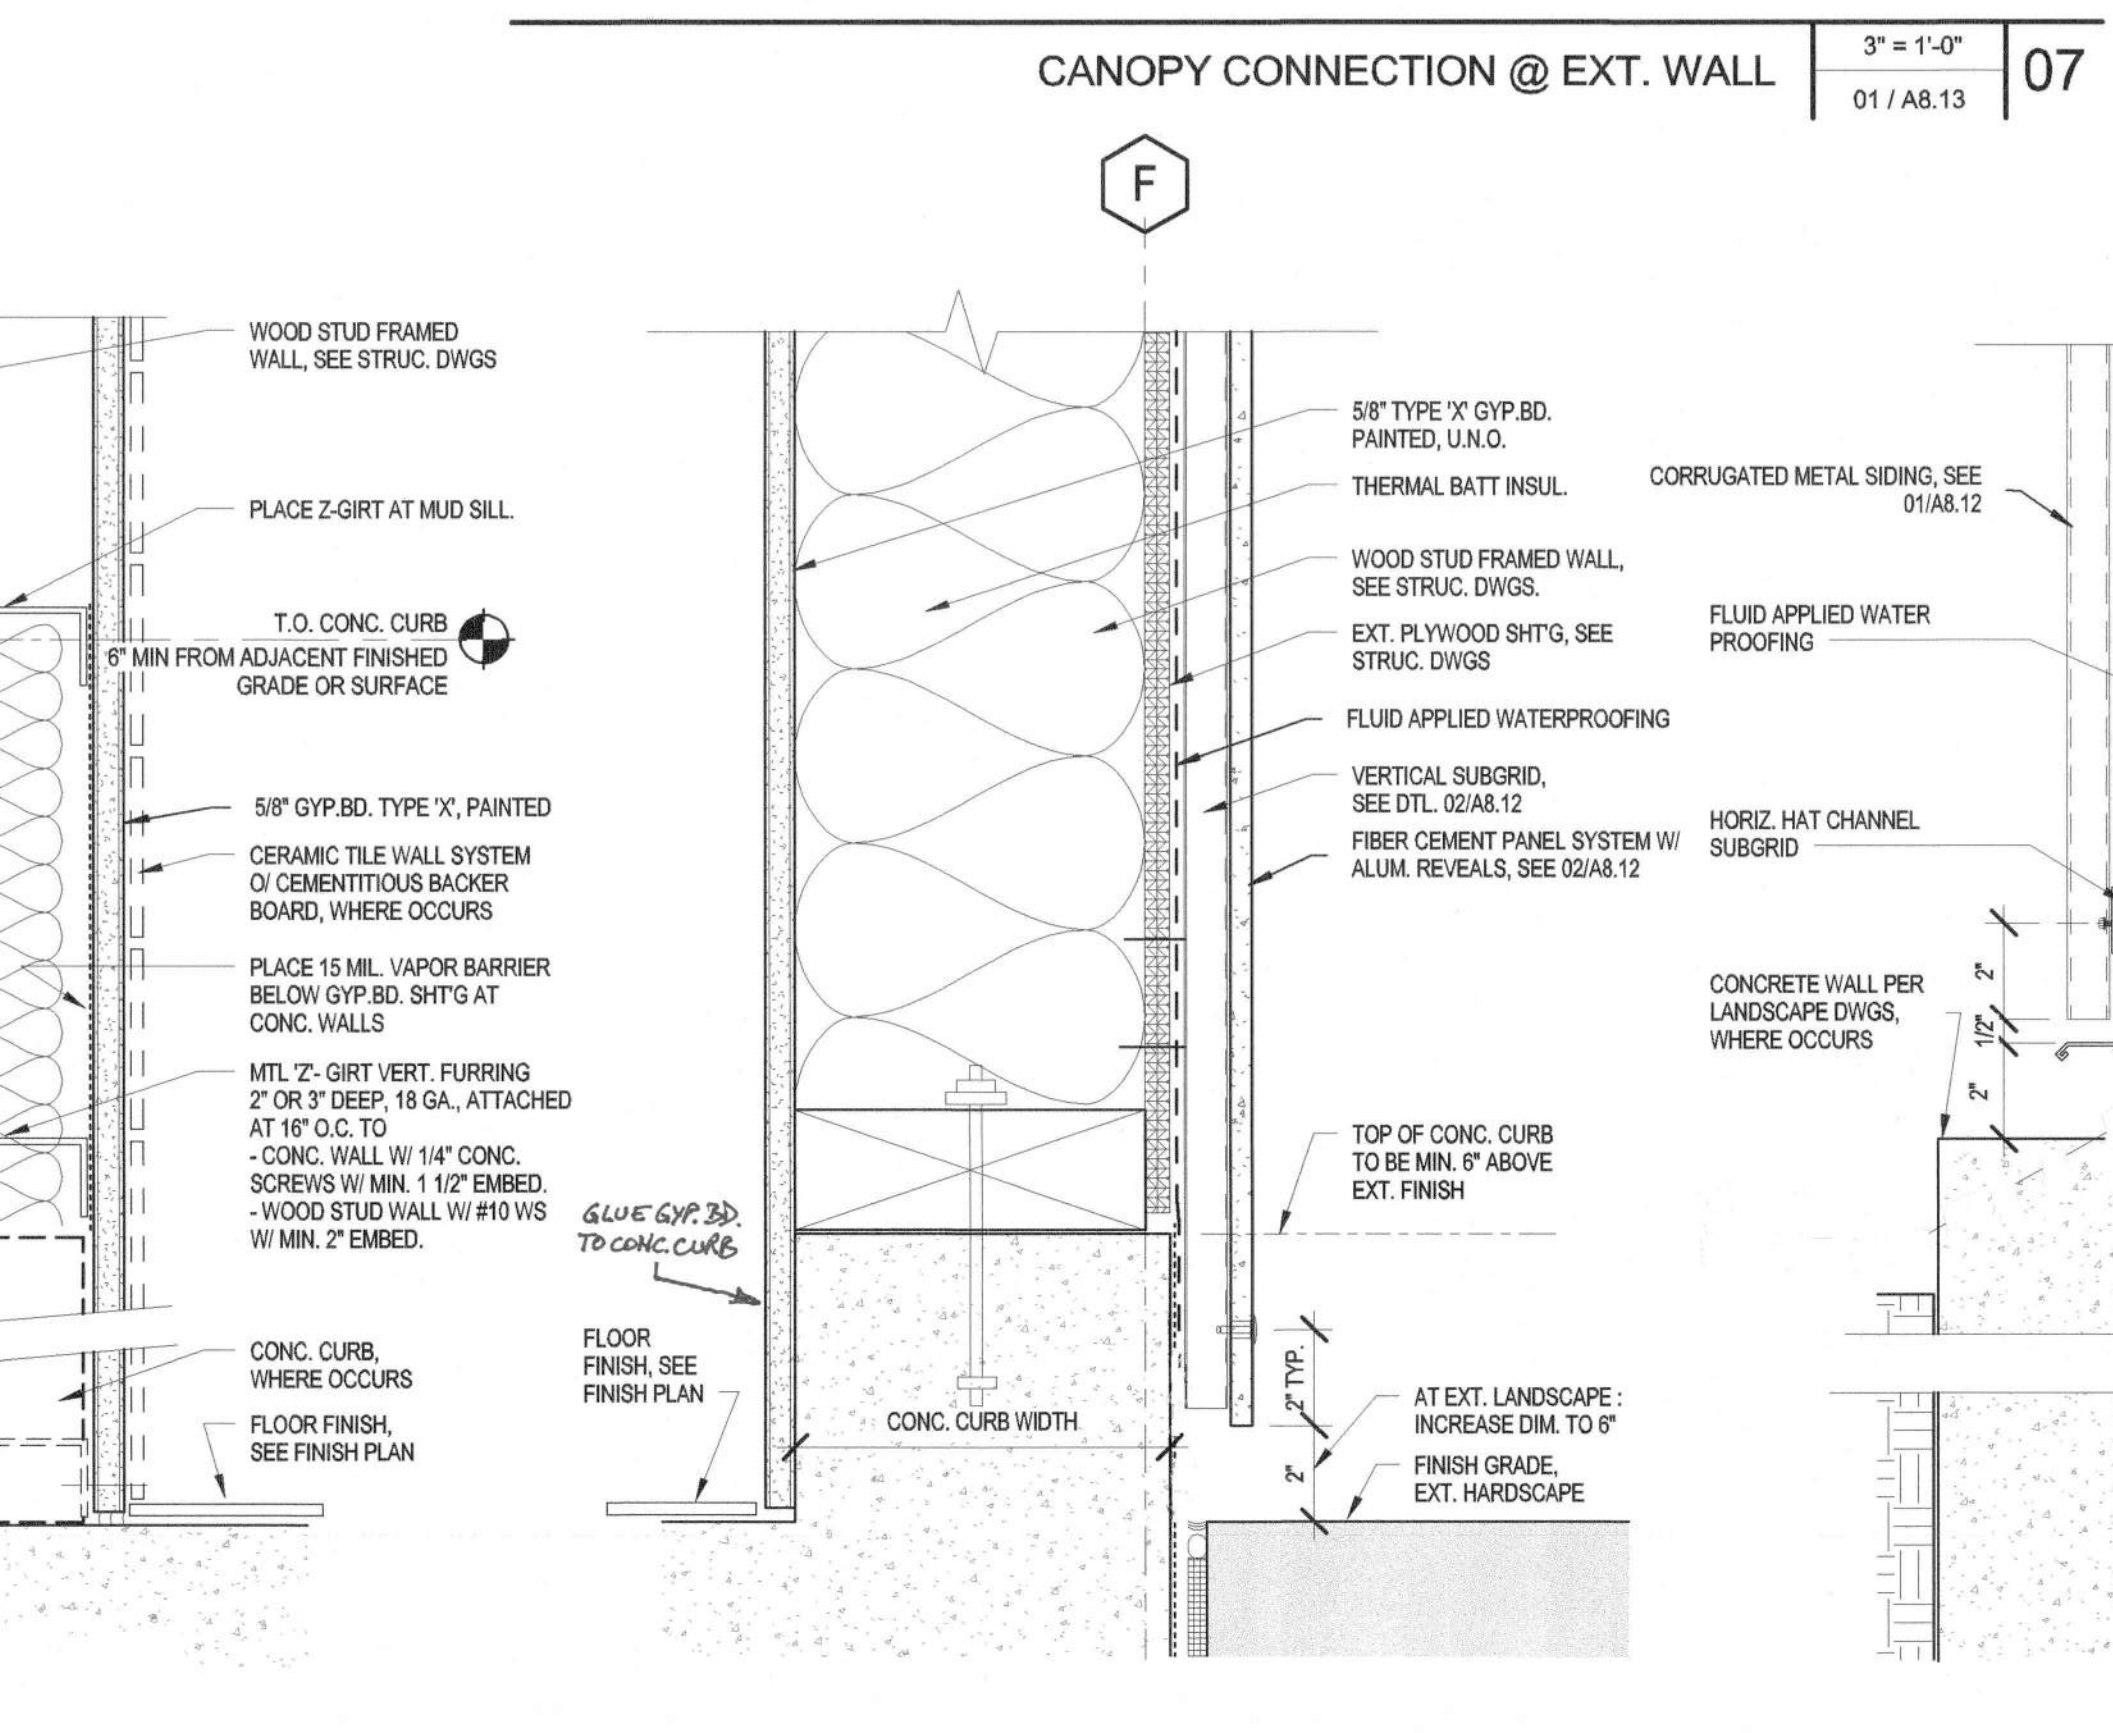 CANOPY CONNECTION @ EXT. WALL
3" = 1'-0"
01 / A8.13
07
F
WOOD STUD FRAMED
WALL, SEE STRUC. DWGS
PLACE Z-GIRT AT MUD SILL.
T.O. CONC. CURB
6" MIN FROM ADJACENT FINISHED
GRADE OR SURFACE
5/8" GYP.BD. TYPE 'X', PAINTED
CERAMIC TILE WALL SYSTEM
O/ CEMENTITIOUS BACKER
BOARD, WHERE OCCURS
PLACE 15 MIL. VAPOR BARRIER
BELOW GYP.BD. SHT'G AT
CONC. WALLS
MTL 'Z'- GIRT VERT. FURRING
2" OR 3" DEEP, 18 GA., ATTACHED
AT 16" O.C. TO
- CONC. WALL W/ 1/4" CONC.
SCREWS W/ MIN. 1 1/2" EMBED.
- WOOD STUD WALL W/ #10 WS
W/ MIN. 2" EMBED.
CONC. CURB,
WHERE OCCURS
FLOOR FINISH,
SEE FINISH PLAN
GLUE GYP. BD.
TO CONC. CURB
FLOOR
FINISH, SEE
FINISH PLAN
CONC. CURB WIDTH
5/8" TYPE 'X' GYP.BD.
PAINTED, U.N.O.
THERMAL BATT INSUL.
WOOD STUD FRAMED WALL,
SEE STRUC. DWGS.
EXT. PLYWOOD SHT'G, SEE
STRUC. DWGS
FLUID APPLIED WATERPROOFING
VERTICAL SUBGRID,
SEE DTL. 02/A8.12
FIBER CEMENT PANEL SYSTEM W/
ALUM. REVEALS, SEE 02/A8.12
TOP OF CONC. CURB
TO BE MIN. 6" ABOVE
EXT. FINISH
2" TYP.
2"
AT EXT. LANDSCAPE :
INCREASE DIM. TO 6"
FINISH GRADE,
EXT. HARDSCAPE
CORRUGATED METAL SIDING, SEE
01/A8.12
FLUID APPLIED WATER
PROOFING
HORIZ. HAT CHANNEL
SUBGRID
CONCRETE WALL PER
LANDSCAPE DWGS,
WHERE OCCURS
2"
1/2"
2"